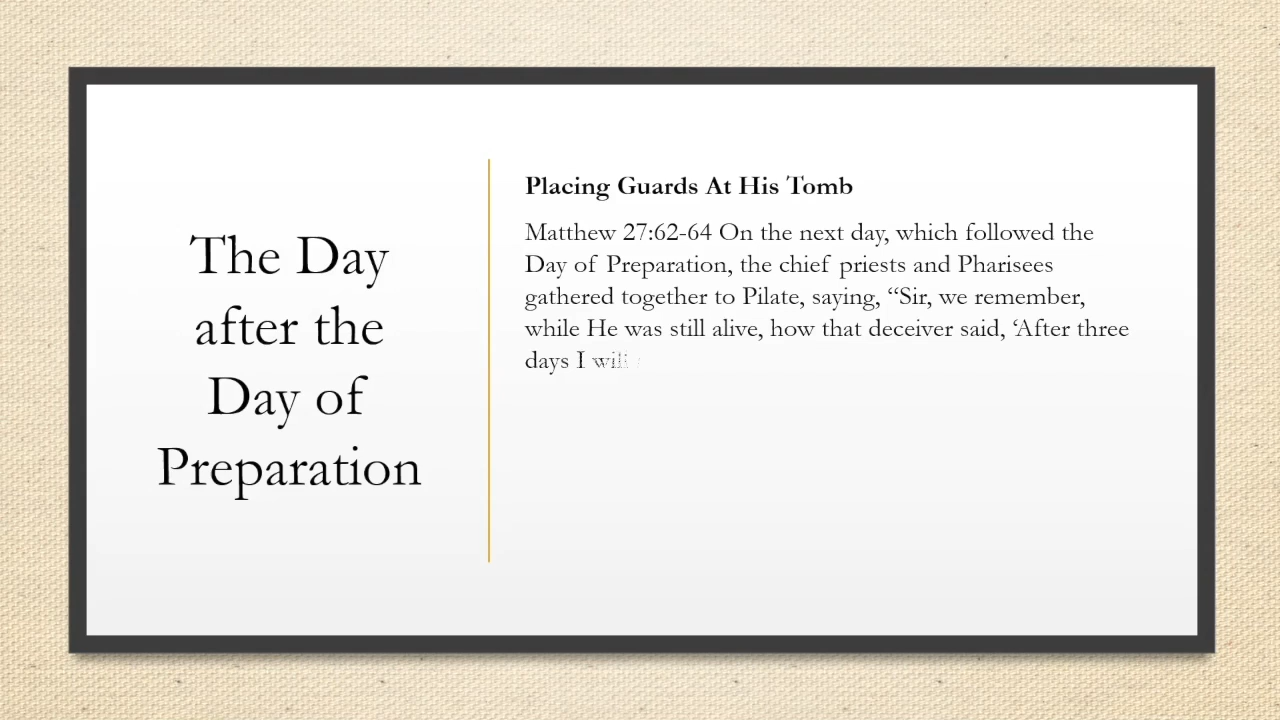 The Day
after the
Day of
Preparation
Placing Guards At His Tomb
Matthew 27:62-64 On the next day, which followed the
Day of Preparation, the chief priests and Pharisees
gathered together to Pilate, saying, “Sir, we remember,
while He was still alive, how that deceiver said, ‘After three
days I will